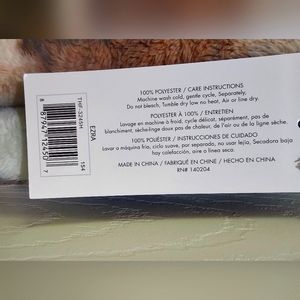 100% POLYESTER / CARE INSTRUCTIONS
Machine wash cold, gentle cycle, Separately,
Do not bleach, Tumble dry low no heat, Air or line dry.
POLYESTER À 100% / ENTRETIEN
Lavage en machine à froid, cycle délicat, séparément, pas de
blanchiment, sèche-linge doux pas de chaleur, de l'air ou de la ligne sèche.
100% POLIÉSTER / INSTRUCCIONES DE CUIDADO
Lavar a máquina frío, ciclo suave, por separado, no usar lejía, Secadora bajo
hay calefacción, aire o línea seca.
MADE IN CHINA / FABRIQUÉ EN CHINE / HECHO EN CHINA
RN# 140204
EZRA
154